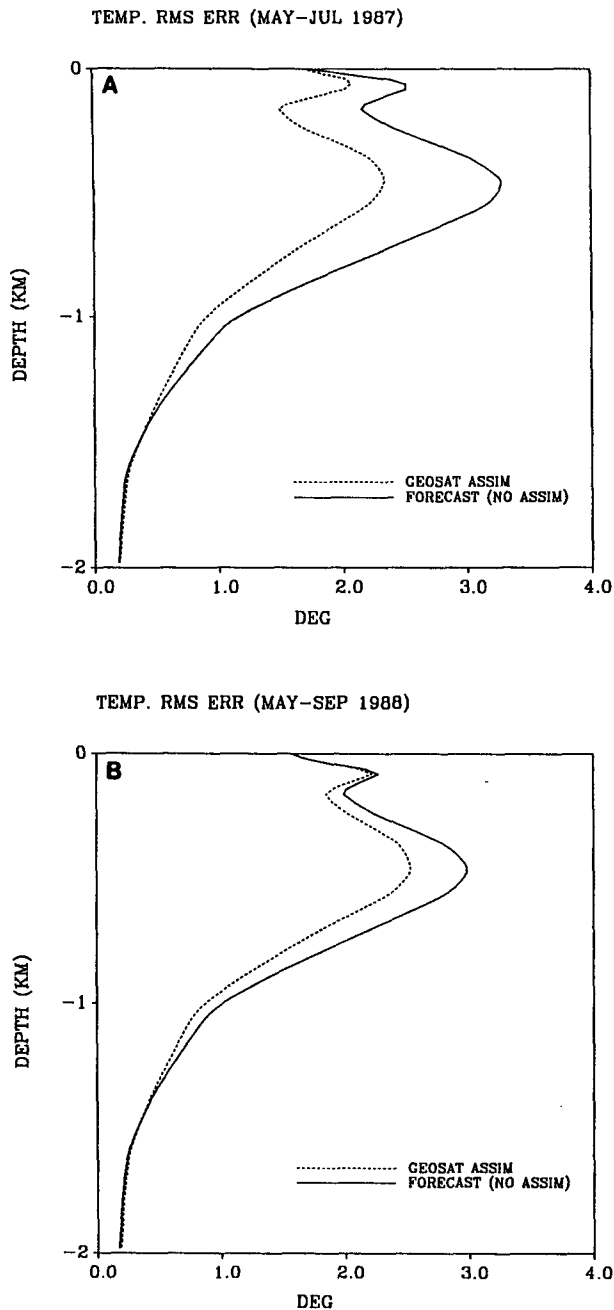 TEMP. RMS ERR (MAY-JUL 1987)
0
A
DEPTH (KM)
-1
GEOSAT ASSIM
FORECAST (NO ASSIM)
-2
0.0 1.0 2.0 3.0 4.0
DEG
TEMP. RMS ERR (MAY-SEP 1988)
0
B
DEPTH (KM)
-1
GEOSAT ASSIM
FORECAST (NO ASSIM)
-2
0.0 1.0 2.0 3.0 4.0
DEG